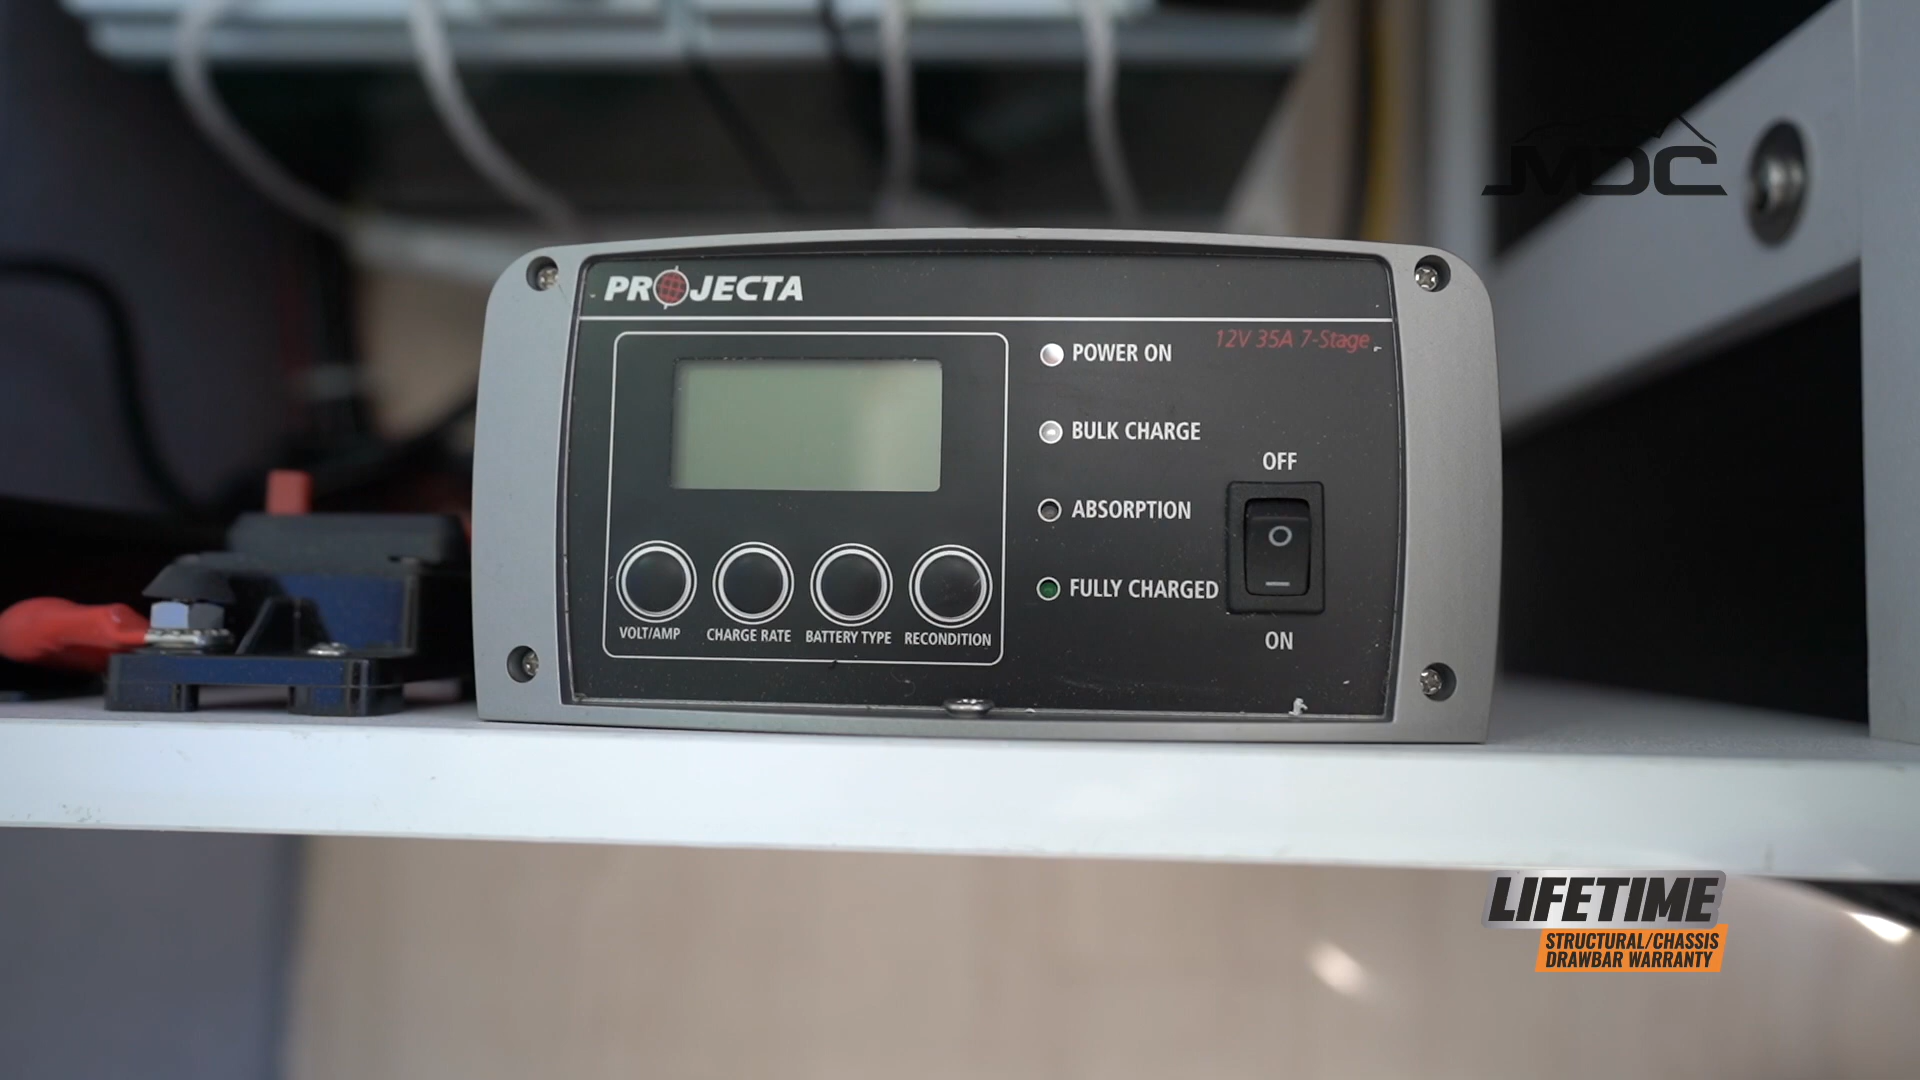 MDC
PROJECTA
12V 35A 7-Stage
POWER ON
BULK CHARGE
ABSORPTION
FULLY CHARGED
OFF
ON
VOLT/AMP
CHARGE RATE
BATTERY TYPE
RECONDITION
LIFETIME
STRUCTURAL/CHASSIS
DRAWBAR WARRANTY